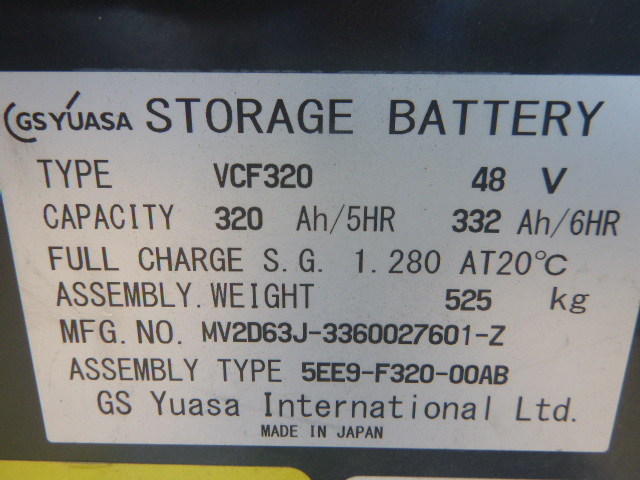 GS YUASA STORAGE BATTERY
TYPE VCF320 48 V
CAPACITY 320 Ah/5HR 332 Ah/6HR
FULL CHARGE S.G. 1.280 AT20℃
ASSEMBLY.WEIGHT 525 kg
MFG.NO. MV2D63J-3360027601-Z
ASSEMBLY TYPE 5EE9-F320-00AB
GS Yuasa International Ltd.
MADE IN JAPAN